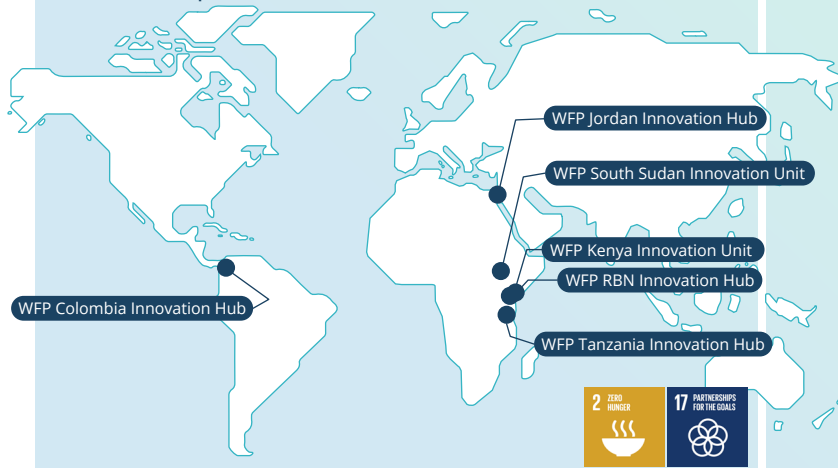 WFP Jordan Innovation Hub
WFP South Sudan Innovation Unit
WFP Kenya Innovation Unit
WFP RBN Innovation Hub
WFP Colombia Innovation Hub
WFP Tanzania Innovation Hub
2 ZERO
HUNGER
17 PARTNERSHIPS
FOR THE GOALS